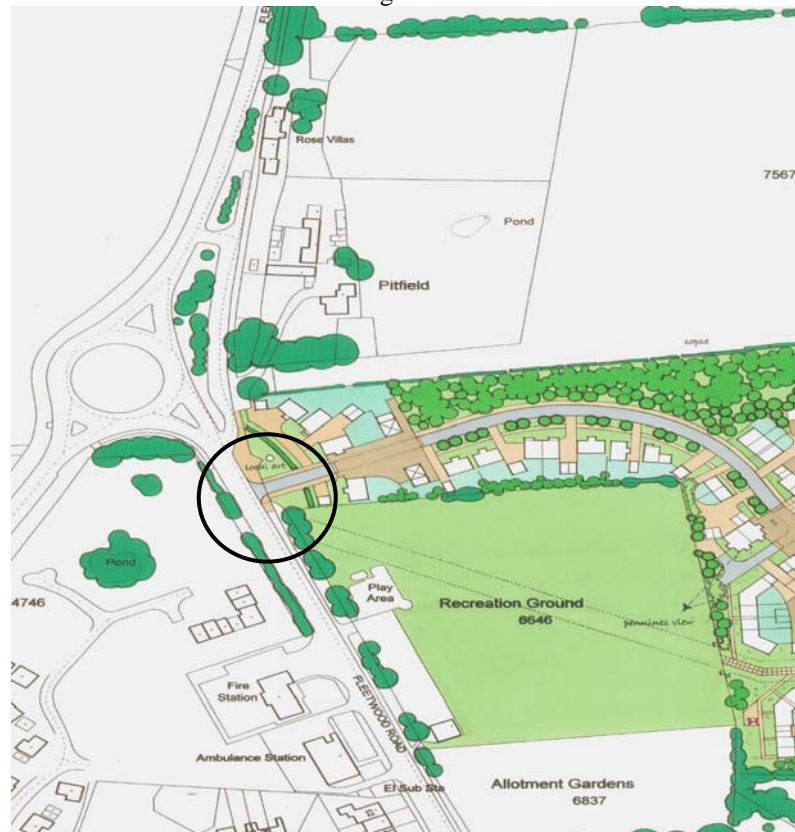 Rose Villas
7567
Pond
Pitfield
copse
local art
Pond
4746
Play
Area
Recreation Ground
6646
pennines view
Fire
Station
FLEETWOOD ROAD
Ambulance Station
El Sub Sta
Allotment Gardens
6837
H